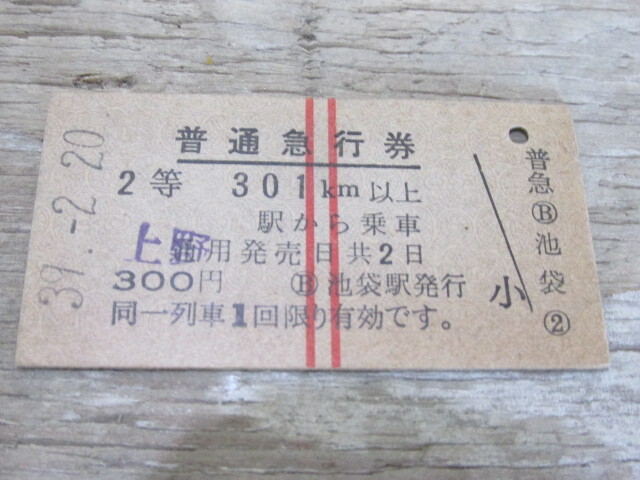 39.-2.20
普通急行券
2等 301km以上
駅から乗車
上野
通用発売日共2日
300円 Ⓑ池袋駅発行
同一列車1回限り有効です。
小
普急Ⓑ池袋②